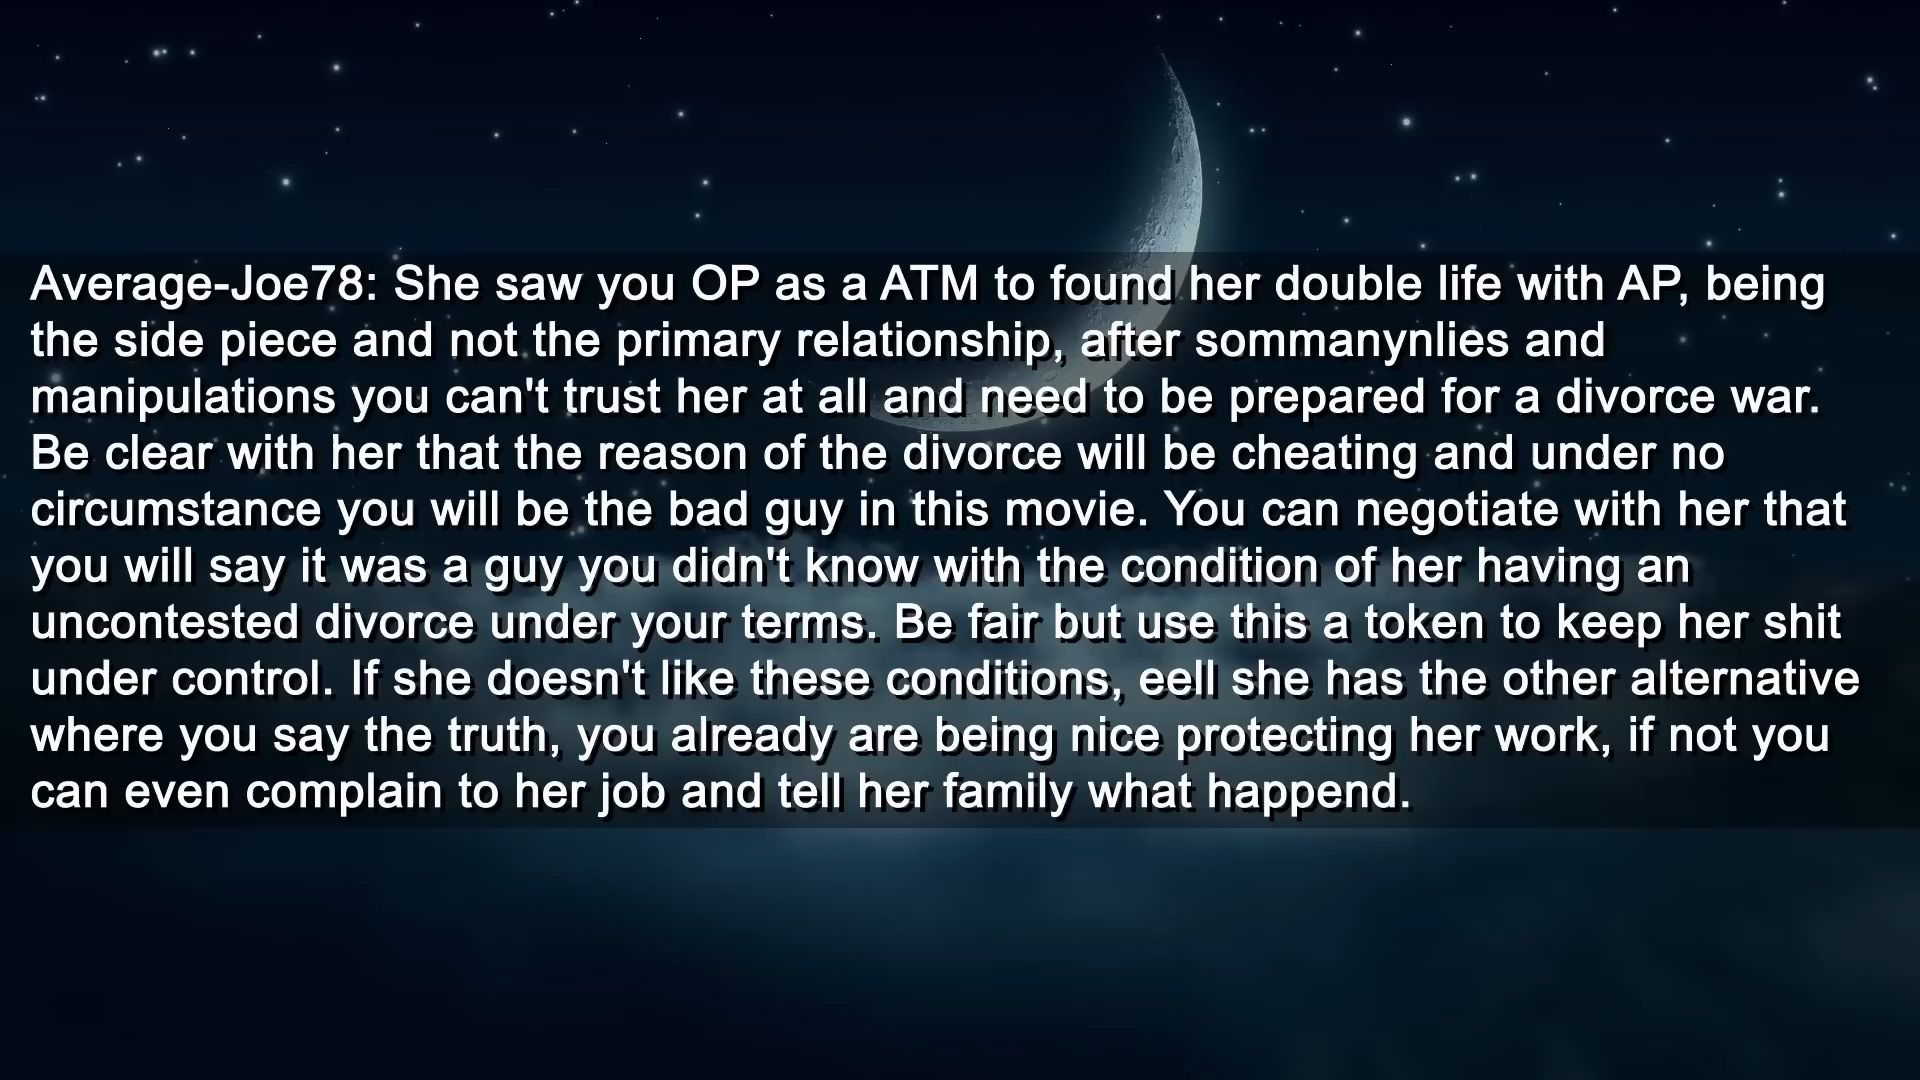 Average-Joe78: She saw you OP as a ATM to found her double life with AP, being
the side piece and not the primary relationship, after sommanynlies and
manipulations you can't trust her at all and need to be prepared for a divorce war.
Be clear with her that the reason of the divorce will be cheating and under no
circumstance you will be the bad guy in this movie. You can negotiate with her that
you will say it was a guy you didn't know with the condition of her having an
uncontested divorce under your terms. Be fair but use this a token to keep her shit
under control. If she doesn't like these conditions, eell she has the other alternative
where you say the truth, you already are being nice protecting her work, if not you
can even complain to her job and tell her family what happend.